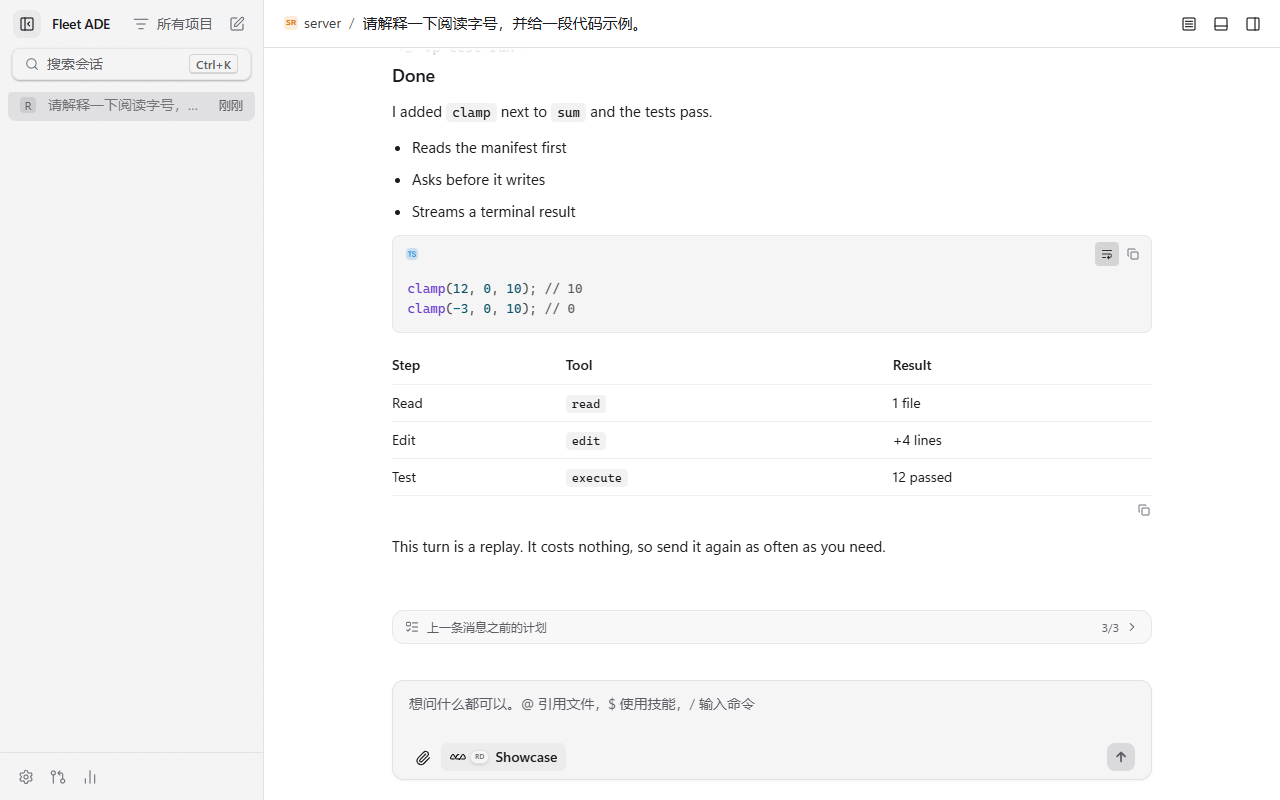 Fleet ADE
所有项目
搜索会话
Ctrl+K
R
请解释一下阅读字号，...
刚刚
SR
server / 请解释一下阅读字号，并给一段代码示例。
Done
I added clamp next to sum and the tests pass.
• Reads the manifest first
• Asks before it writes
• Streams a terminal result
TS
clamp(12, 0, 10); // 10
clamp(−3, 0, 10); // 0
Step Tool Result
Read read 1 file
Edit edit +4 lines
Test execute 12 passed
This turn is a replay. It costs nothing, so send it again as often as you need.
上一条消息之前的计划
3/3
想问什么都可以。@ 引用文件，$ 使用技能，/ 输入命令
RD
Showcase